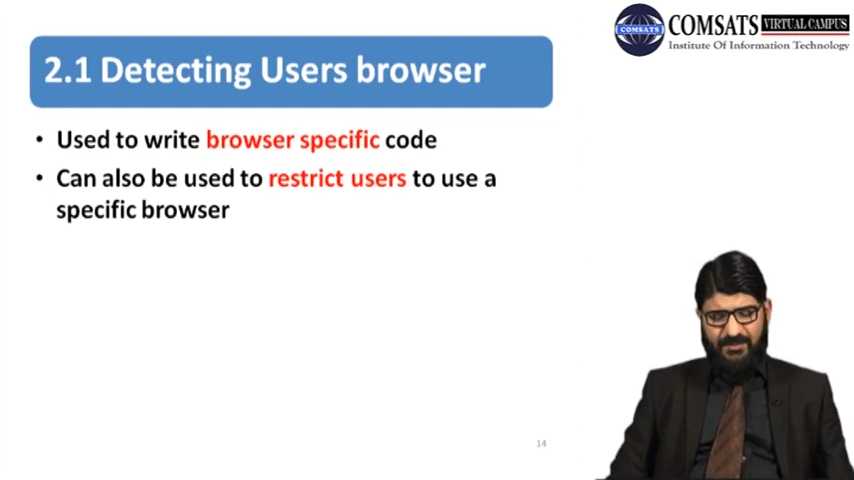 COMSATS VIRTUAL CAMPUS
COMSATS
Institute Of Information Technology
2.1 Detecting Users browser
• Used to write browser specific code
• Can also be used to restrict users to use a
specific browser
14